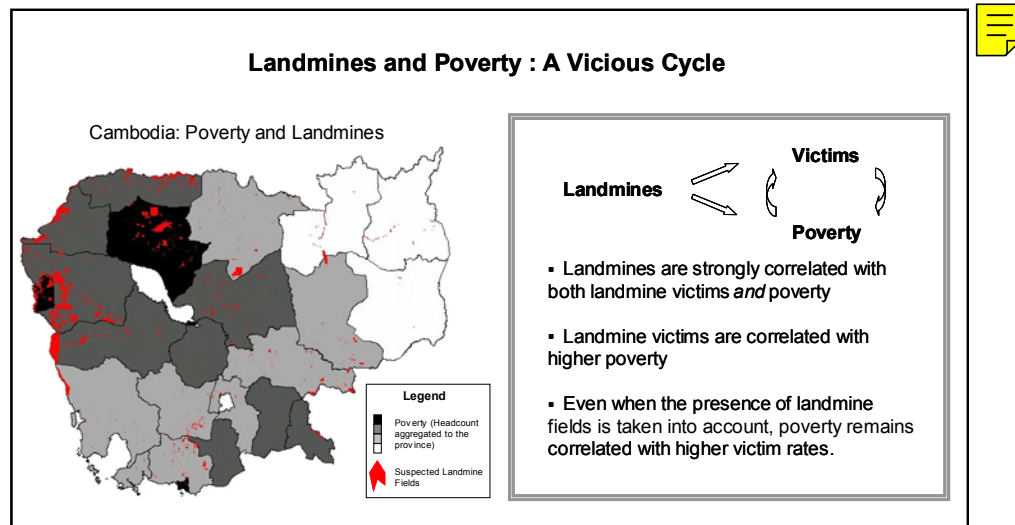 Landmines and Poverty : A Vicious Cycle
Cambodia: Poverty and Landmines
Legend
Poverty (Headcount
aggregated to the
province)
Suspected Landmine
Fields
Victims
Landmines
Poverty
▪ Landmines are strongly correlated with
both landmine victims and poverty
▪ Landmine victims are correlated with
higher poverty
▪ Even when the presence of landmine
fields is taken into account, poverty remains
correlated with higher victim rates.